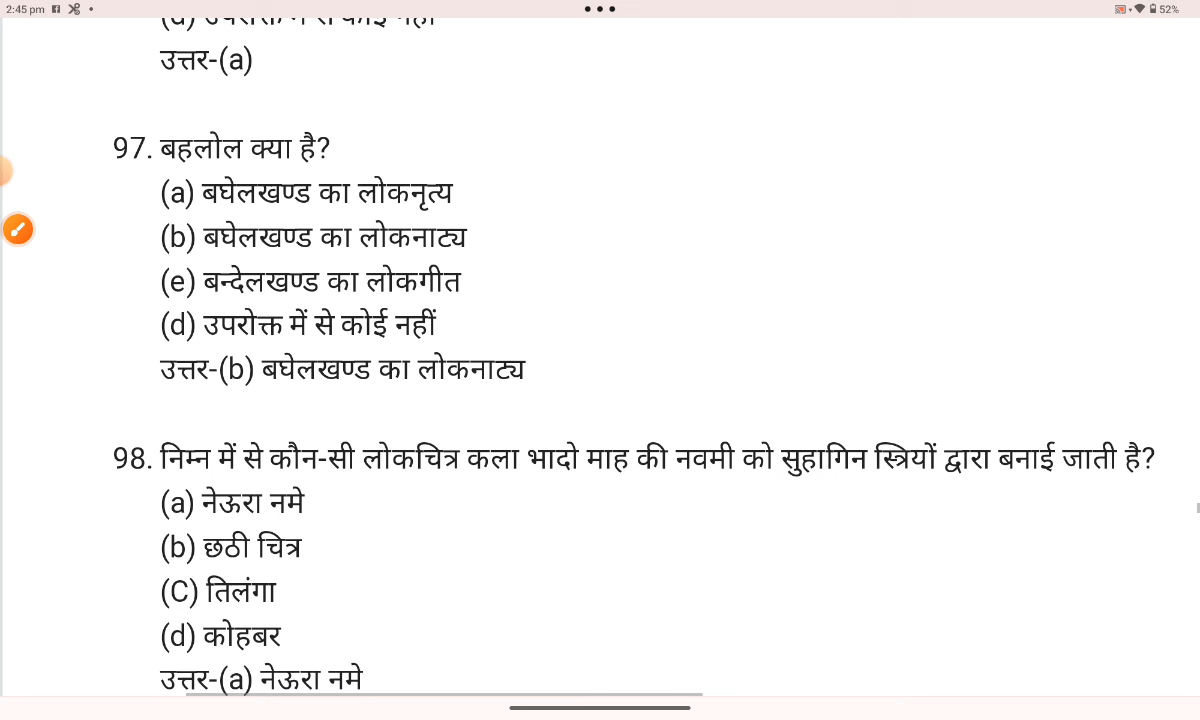 2:45 pm
52%
उत्तर-(a)
97. बहलोल क्या है?
(a) बघेलखण्ड का लोकनृत्य
(b) बघेलखण्ड का लोकनाट्य
(e) बन्देलखण्ड का लोकगीत
(d) उपरोक्त में से कोई नहीं
उत्तर-(b) बघेलखण्ड का लोकनाट्य
98. निम्न में से कौन-सी लोकचित्र कला भादो माह की नवमी को सुहागिन स्त्रियों द्वारा बनाई जाती है?
(a) नेऊरा नमे
(b) छठी चित्र
(C) तिलंगा
(d) कोहबर
उत्तर-(a) नेऊरा नमे